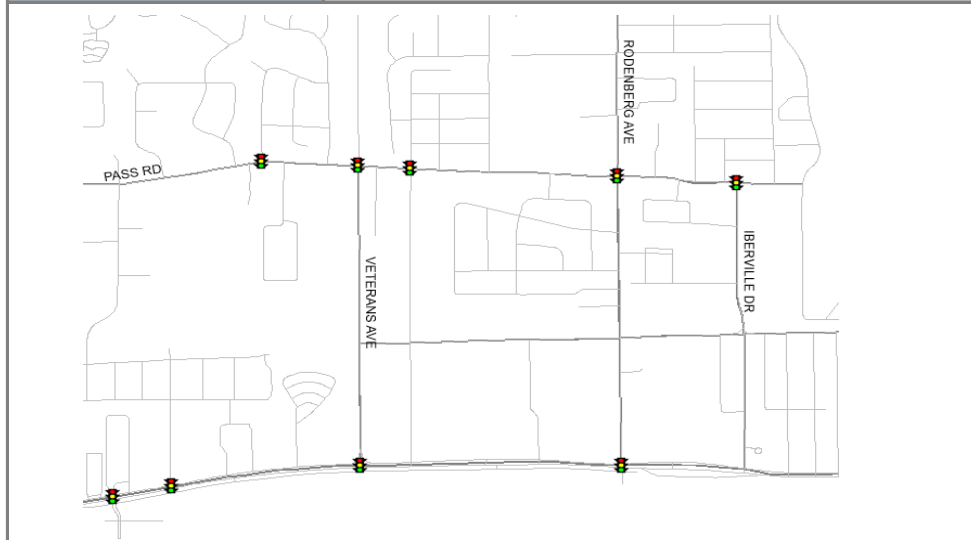 RODENBERG AVE
PASS RD
IBERVILLE DR
VETERANS AVE